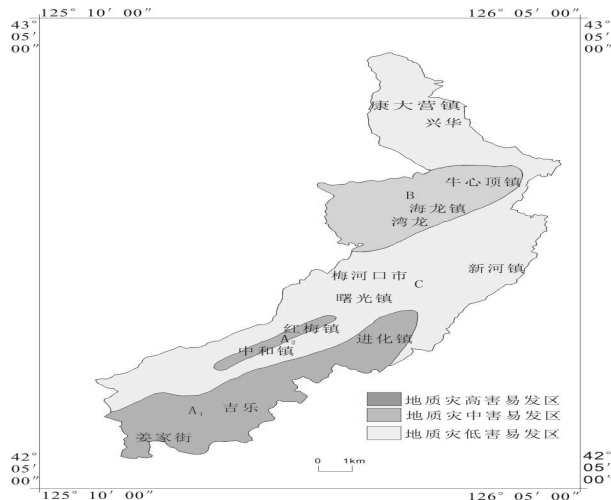 125° 10′ 00″
126° 05′ 00″
43°
05′
00″
43°
05′
00″
康大营镇
兴华
牛心顶镇
B
海龙镇
湾龙
新河镇
梅河口市
C
曙光镇
红梅镇
A₂
进化镇
中和镇
A₁
吉乐
姜家街
地质灾高害易发区
地质灾中害易发区
地质灾低害易发区
0 1km
42°
05′
00″
42°
05′
00″
125° 10′ 00″
126° 00′ 00″